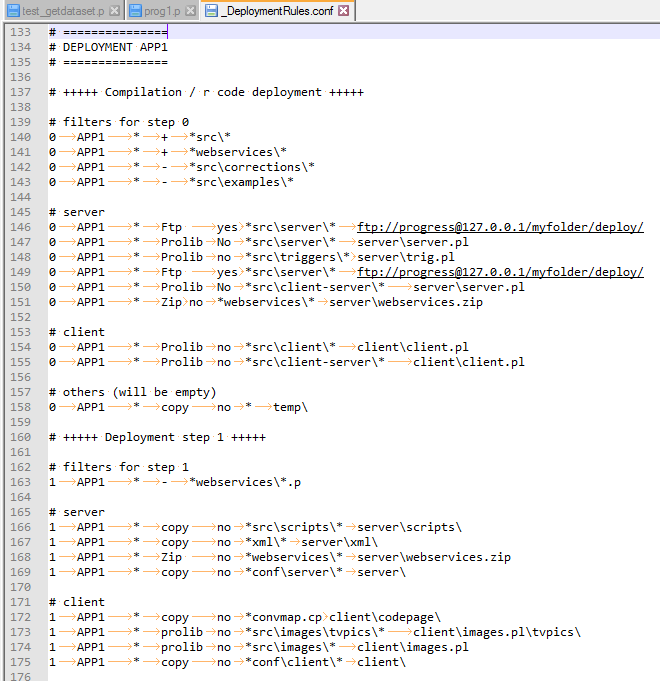 test_getdataset.p prog1.p _DeploymentRules.conf
133 # ===============
134 # DEPLOYMENT APP1
135 # ===============
136
137 # +++++ Compilation / r code deployment +++++
138
139 # filters for step 0
140 0 APP1 * + *src\*
141 0 APP1 * + *webservices\*
142 0 APP1 * - *src\corrections\*
143 0 APP1 * - *src\examples\*
144
145 # server
146 0 APP1 * Ftp yes *src\server\* ftp://progress@127.0.0.1/myfolder/deploy/
147 0 APP1 * Prolib No *src\server\* server\server.pl
148 0 APP1 * Prolib no *src\triggers\* server\trig.pl
149 0 APP1 * Ftp yes *src\server\* ftp://progress@127.0.0.1/myfolder/deploy/
150 0 APP1 * Prolib No *src\client-server\* server\server.pl
151 0 APP1 * Zip no *webservices\* server\webservices.zip
152
153 # client
154 0 APP1 * Prolib no *src\client\* client\client.pl
155 0 APP1 * Prolib no *src\client-server\* client\client.pl
156
157 # others (will be empty)
158 0 APP1 * copy no * temp\
159
160 # +++++ Deployment step 1 +++++
161
162 # filters for step 1
163 1 APP1 * - *webservices\*.p
164
165 # server
166 1 APP1 * copy no *src\scripts\* server\scripts\
167 1 APP1 * copy no *xml\* server\xml\
168 1 APP1 * Zip no *webservices\* server\webservices.zip
169 1 APP1 * copy no *conf\server\* server\
170
171 # client
172 1 APP1 * copy no *convmap.cp client\codepage\
173 1 APP1 * prolib no *src\images\tvpics\* client\images.pl\tvpics\
174 1 APP1 * prolib no *src\images\* client\images.pl
175 1 APP1 * copy no *conf\client\* client\
176